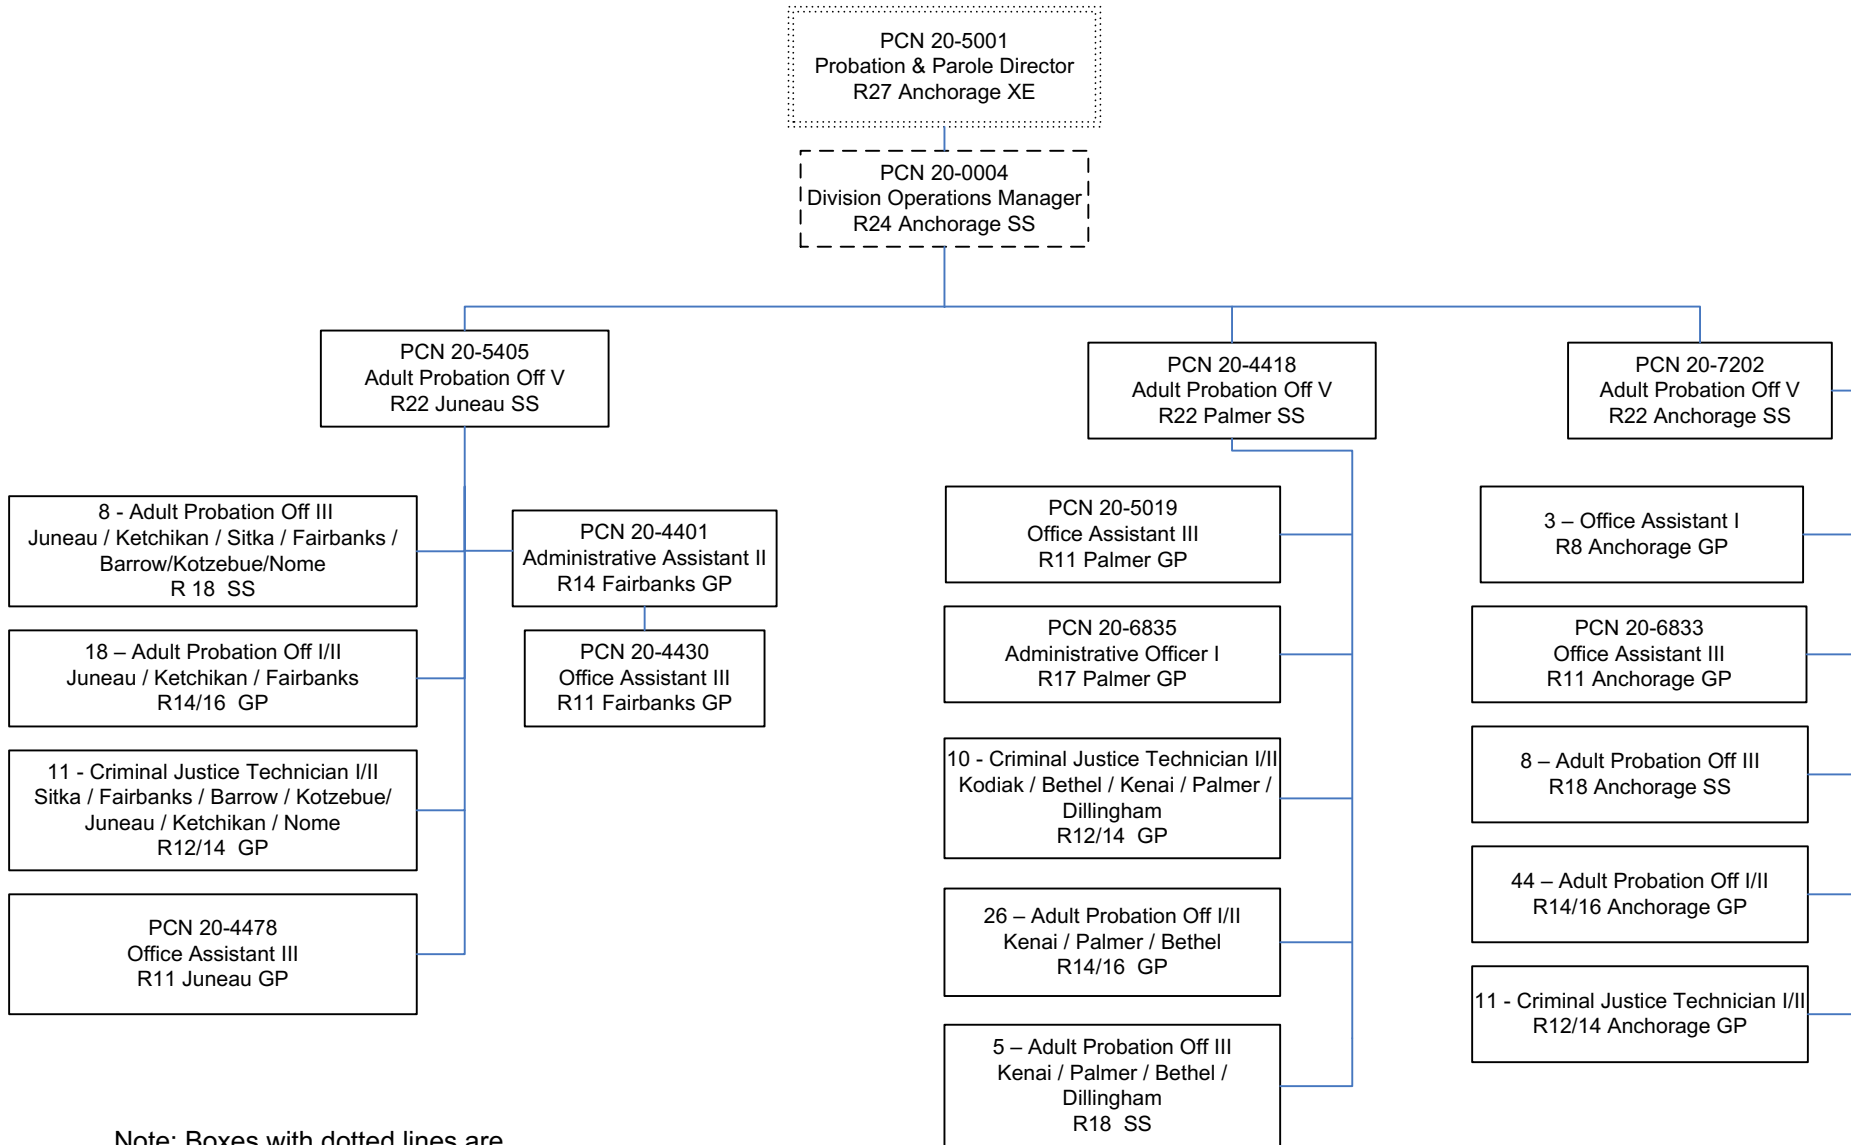 PCN 20-5001
Probation & Parole Director
R27 Anchorage XE
PCN 20-0004
Division Operations Manager
R24 Anchorage SS
PCN 20-5405
Adult Probation Off V
R22 Juneau SS
8 - Adult Probation Off III
Juneau / Ketchikan / Sitka / Fairbanks /
Barrow/Kotzebue/Nome
R 18  SS
18 – Adult Probation Off I/II
Juneau / Ketchikan / Fairbanks
R14/16  GP
11 - Criminal Justice Technician I/II
Sitka / Fairbanks / Barrow / Kotzebue/
Juneau / Ketchikan / Nome
R12/14  GP
PCN 20-4478
Office Assistant III
R11 Juneau GP
PCN 20-4401
Administrative Assistant II
R14 Fairbanks GP
PCN 20-4430
Office Assistant III
R11 Fairbanks GP
PCN 20-4418
Adult Probation Off V
R22 Palmer SS
PCN 20-5019
Office Assistant III
R11 Palmer GP
PCN 20-6835
Administrative Officer I
R17 Palmer GP
10 - Criminal Justice Technician I/II
Kodiak / Bethel / Kenai / Palmer /
Dillingham
R12/14  GP
26 – Adult Probation Off I/II
Kenai / Palmer / Bethel
R14/16  GP
5 – Adult Probation Off III
Kenai / Palmer / Bethel /
Dillingham
R18  SS
PCN 20-7202
Adult Probation Off V
R22 Anchorage SS
3 – Office Assistant I
R8 Anchorage GP
PCN 20-6833
Office Assistant III
R11 Anchorage GP
8 – Adult Probation Off III
R18 Anchorage SS
44 – Adult Probation Off I/II
R14/16 Anchorage GP
11 - Criminal Justice Technician I/II
R12/14 Anchorage GP
Note: Boxes with dotted lines are